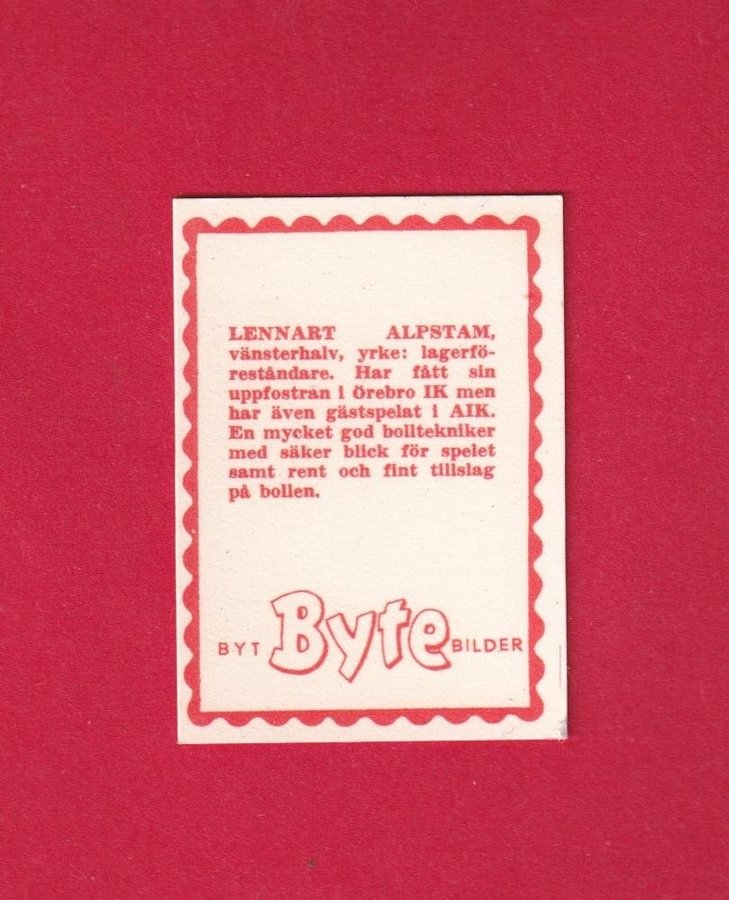 LENNART ALPSTAM,
vänsterhalv, yrke: lagerfö-
reståndare. Har fått sin
uppfostran i Örebro IK men
har även gästspelat i AIK.
En mycket god bolltekniker
med säker blick för spelet
samt rent och fint tillslag
på bollen.
BYT Byte BILDER